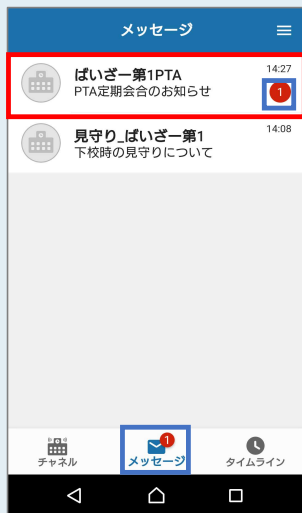 メッセージ
ぱいざー第1PTA
14:27
PTA定期会合のお知らせ
1
見守り_ぱいざー第1
14:08
下校時の見守りについて
1
チャネル
メッセージ
タイムライン